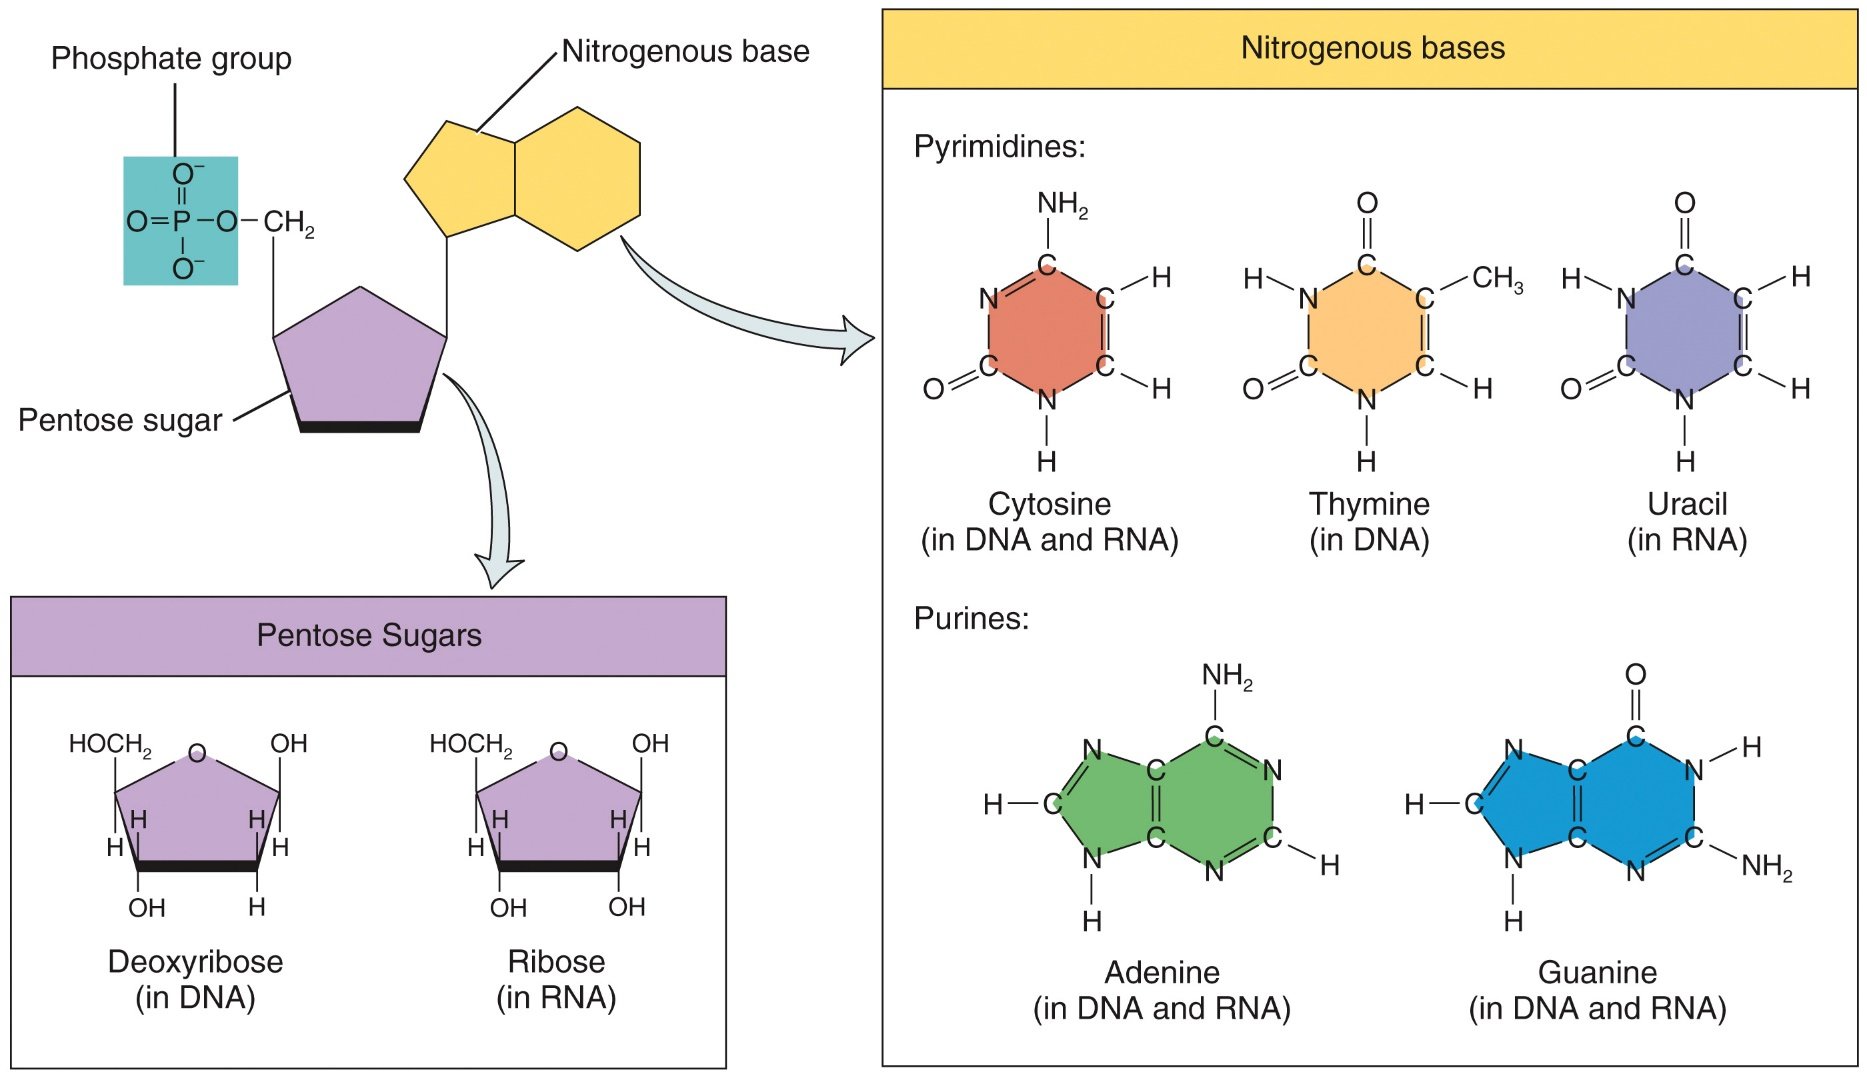 Phosphate group
Nitrogenous base
O⁻
O=P–O–CH₂
O⁻
Pentose sugar
Pentose Sugars
HOCH₂ O OH
H H
H H
OH H
Deoxyribose
(in DNA)
HOCH₂ O OH
H H
H H
OH OH
Ribose
(in RNA)
Nitrogenous bases
Pyrimidines:
NH₂
C H
N C
C C
O N H
H
Cytosine
(in DNA and RNA)
O
H C CH₃
N C
C C
O N H
H
Thymine
(in DNA)
O
H C H
N C
C C
O N H
H
Uracil
(in RNA)
Purines:
NH₂
N C
C N
H C
C C
N N H
H
Adenine
(in DNA and RNA)
O
N C H
C N
H C
C C
N N NH₂
H
Guanine
(in DNA and RNA)